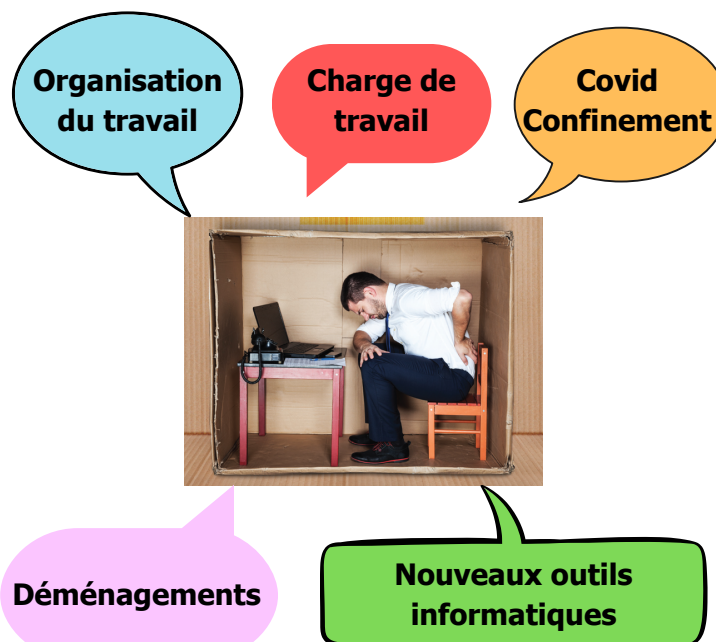 Organisation
du travail
Charge de
travail
Covid
Confinement
Déménagements
Nouveaux outils
informatiques